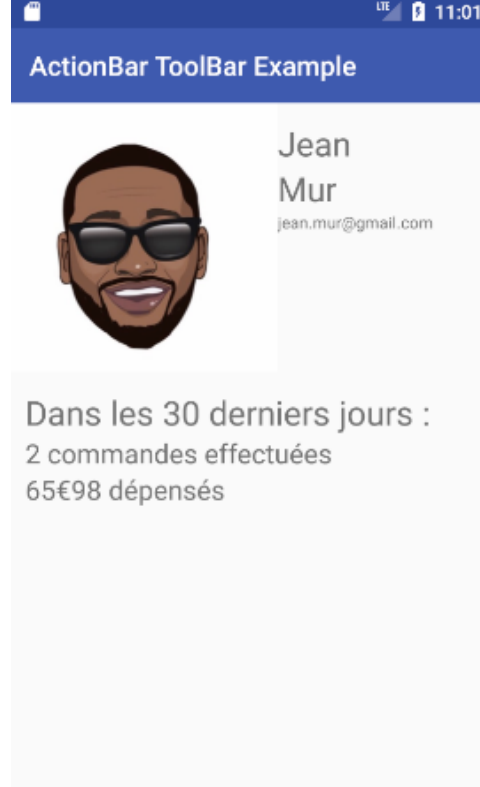 LTE 11:01
ActionBar ToolBar Example
Jean
Mur
jean.mur@gmail.com
Dans les 30 derniers jours :
2 commandes effectuées
65€98 dépensés